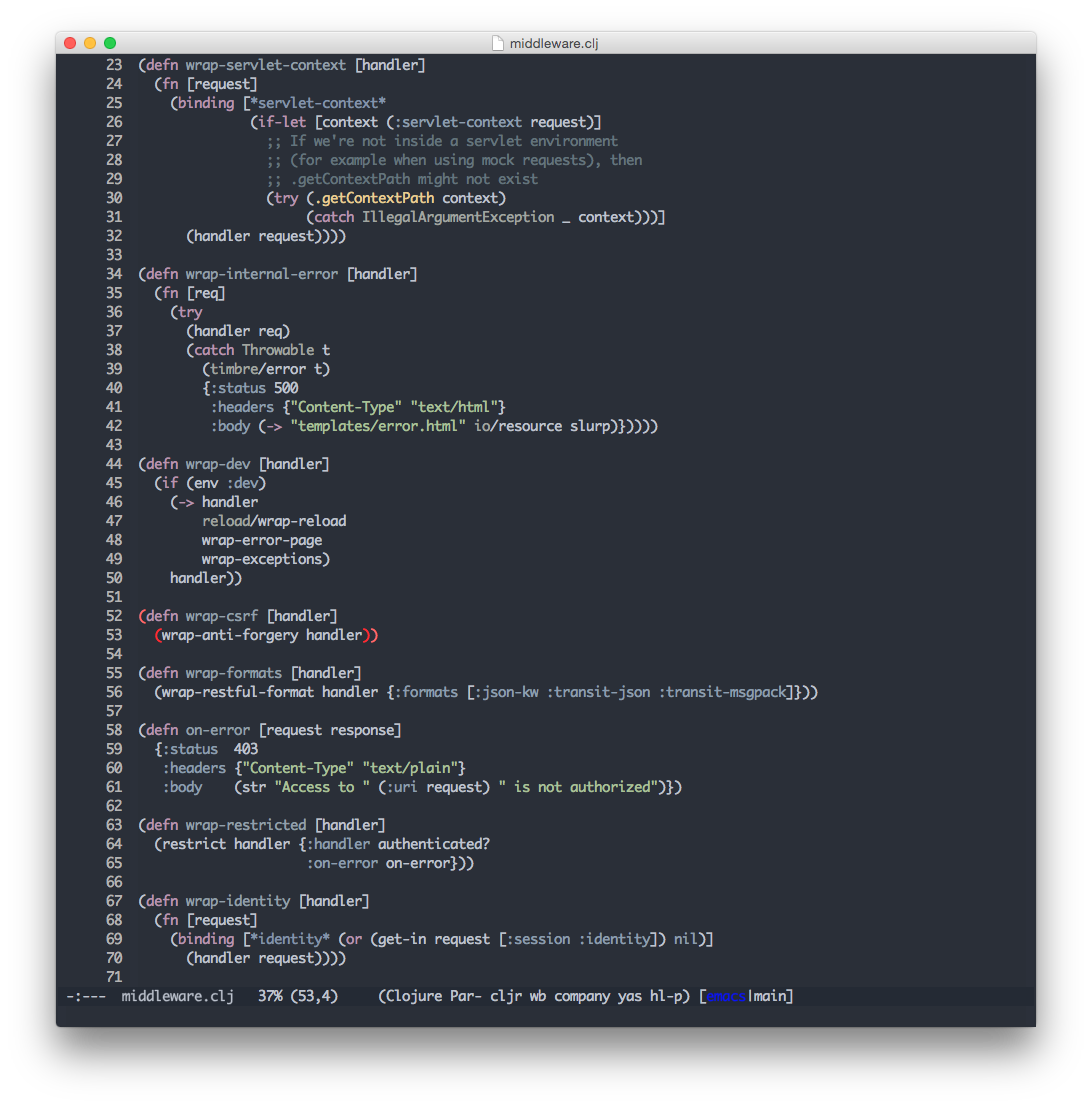 middleware.clj
23 (defn wrap-servlet-context [handler]
24   (fn [request]
25     (binding [*servlet-context*
26               (if-let [context (:servlet-context request)]
27                 ;; If we're not inside a servlet environment
28                 ;; (for example when using mock requests), then
29                 ;; .getContextPath might not exist
30                 (try (.getContextPath context)
31                      (catch IllegalArgumentException _ context)))]
32       (handler request))))
33
34 (defn wrap-internal-error [handler]
35   (fn [req]
36     (try
37       (handler req)
38       (catch Throwable t
39         (timbre/error t)
40         {:status 500
41          :headers {"Content-Type" "text/html"}
42          :body (-> "templates/error.html" io/resource slurp)}))))
43
44 (defn wrap-dev [handler]
45   (if (env :dev)
46     (-> handler
47         reload/wrap-reload
48         wrap-error-page
49         wrap-exceptions)
50     handler))
51
52 (defn wrap-csrf [handler]
53   (wrap-anti-forgery handler))
54
55 (defn wrap-formats [handler]
56   (wrap-restful-format handler {:formats [:json-kw :transit-json :transit-msgpack]}))
57
58 (defn on-error [request response]
59   {:status  403
60    :headers {"Content-Type" "text/plain"}
61    :body    (str "Access to " (:uri request) " is not authorized")})
62
63 (defn wrap-restricted [handler]
64   (restrict handler {:handler authenticated?
65                      :on-error on-error}))
66
67 (defn wrap-identity [handler]
68   (fn [request]
69     (binding [*identity* (or (get-in request [:session :identity]) nil)]
70       (handler request))))
71
-:---  middleware.clj   37% (53,4)     (Clojure Par- cljr wb company yas hl-p) [emacs|main]